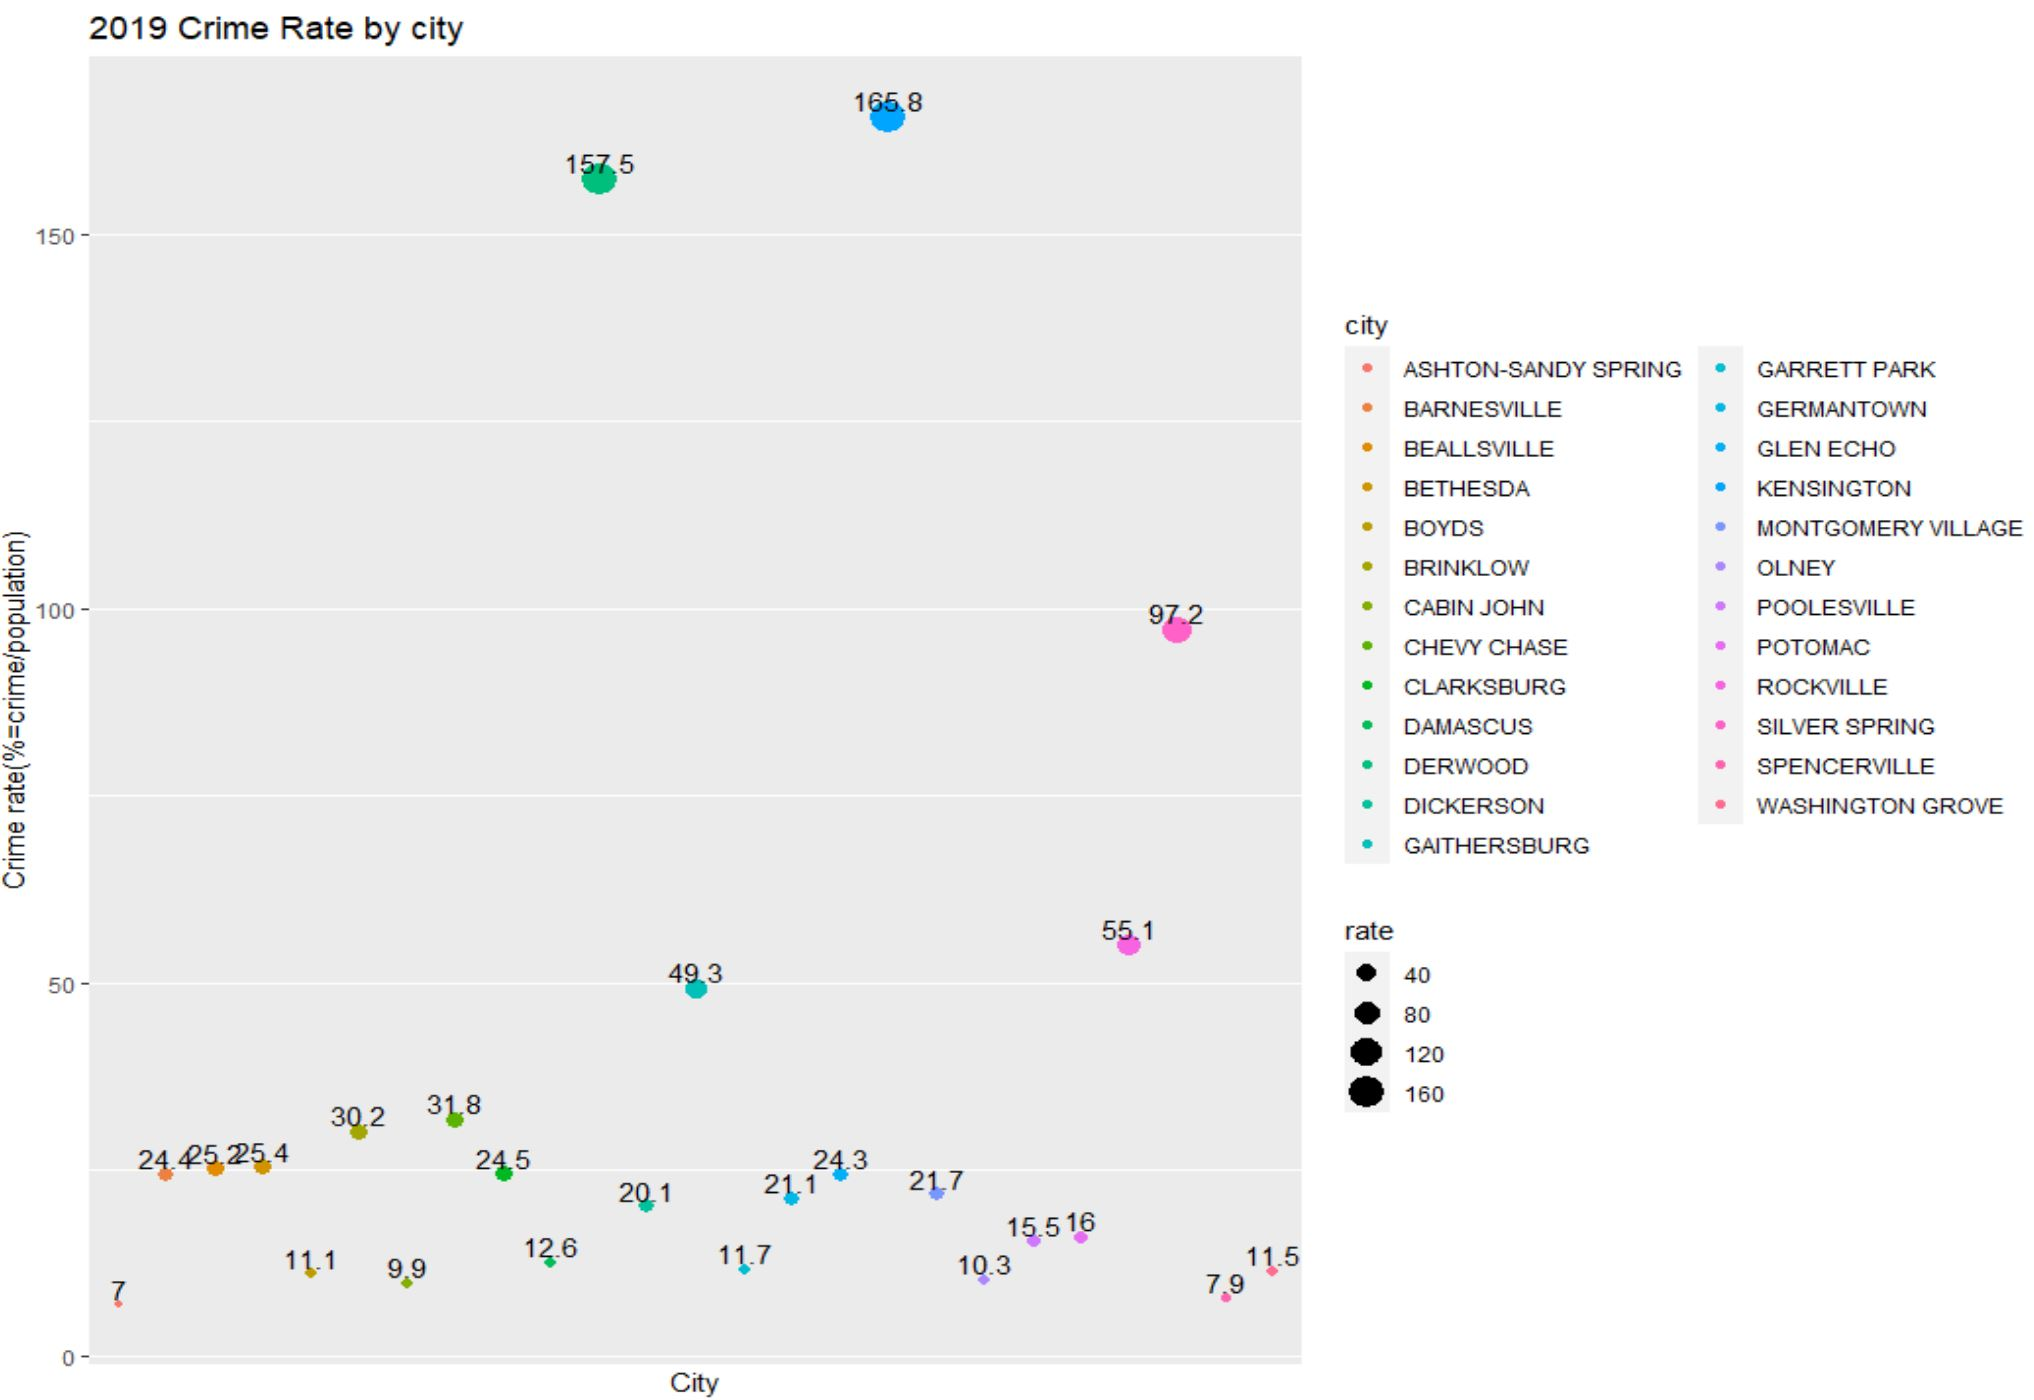 2019 Crime Rate by city
165.8
157.5
150
100
97.2
55.1
50
49.3
31.8
30.2
24.4 25.2 25.4
24.5
24.3
21.7
21.1
20.1
15.5 16
12.6
11.7
11.5
11.1
10.3
9.9
7.9
7
0
City
Crime rate(%=crime/population)
city
ASHTON-SANDY SPRING
BARNESVILLE
BEALLSVILLE
BETHESDA
BOYDS
BRINKLOW
CABIN JOHN
CHEVY CHASE
CLARKSBURG
DAMASCUS
DERWOOD
DICKERSON
GAITHERSBURG
GARRETT PARK
GERMANTOWN
GLEN ECHO
KENSINGTON
MONTGOMERY VILLAGE
OLNEY
POOLESVILLE
POTOMAC
ROCKVILLE
SILVER SPRING
SPENCERVILLE
WASHINGTON GROVE
rate
40
80
120
160